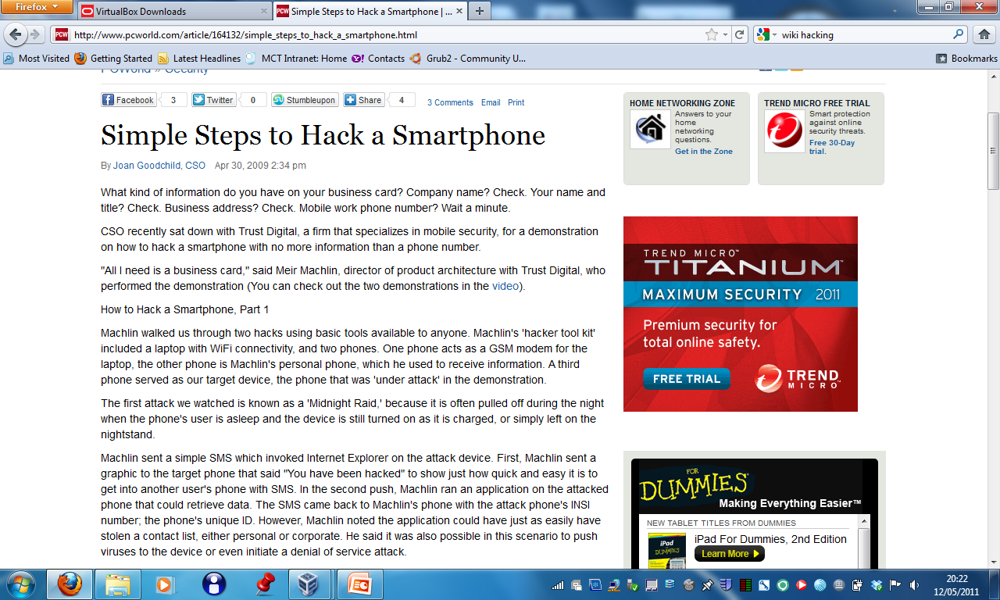 Firefox
VirtualBox Downloads
Simple Steps to Hack a Smartphone | ...
http://www.pcworld.com/article/164132/simple_steps_to_hack_a_smartphone.html
wiki hacking
Most Visited
Getting Started
Latest Headlines
MCT Intranet: Home
Contacts
Grub2 - Community U...
Bookmarks
PCWorld » Security
Facebook
3
Twitter
0
Stumbleupon
Share
4
3 Comments
Email
Print
Simple Steps to Hack a Smartphone
By Joan Goodchild, CSO Apr 30, 2009 2:34 pm
What kind of information do you have on your business card? Company name? Check. Your name and
title? Check. Business address? Check. Mobile work phone number? Wait a minute.
CSO recently sat down with Trust Digital, a firm that specializes in mobile security, for a demonstration
on how to hack a smartphone with no more information than a phone number.
"All I need is a business card," said Meir Machlin, director of product architecture with Trust Digital, who
performed the demonstration (You can check out the two demonstrations in the video).
How to Hack a Smartphone, Part 1
Machlin walked us through two hacks using basic tools available to anyone. Machlin's 'hacker tool kit'
included a laptop with WiFi connectivity, and two phones. One phone acts as a GSM modem for the
laptop, the other phone is Machlin's personal phone, which he used to receive information. A third
phone served as our target device, the phone that was 'under attack' in the demonstration.
The first attack we watched is known as a 'Midnight Raid,' because it is often pulled off during the night
when the phone's user is asleep and the device is still turned on as it is charged, or simply left on the
nightstand.
Machlin sent a simple SMS which invoked Internet Explorer on the attack device. First, Machlin sent a
graphic to the target phone that said "You have been hacked" to show just how quick and easy it is to
get into another user's phone with SMS. In the second push, Machlin ran an application on the attacked
phone that could retrieve data. The SMS came back to Machlin's phone with the attack phone's INSI
number; the phone's unique ID. However, Machlin noted the application could have just as easily have
stolen a contact list, either personal or corporate. He said it was also possible in this scenario to push
viruses to the device or even initiate a denial of service attack.
HOME NETWORKING ZONE
Answers to your
home
networking
questions.
Get in the Zone
TREND MICRO FREE TRIAL
Smart protection
against online
security threats.
Free 30-Day
trial.
TREND MICRO™
TITANIUM™
MAXIMUM SECURITY 2011
Premium security for
total online safety.
FREE TRIAL
TREND
MICRO™
FOR
DUMMIES
Making Everything Easier™
NEW TABLET TITLES FROM DUMMIES
iPad
DUMMIES
iPad For Dummies, 2nd Edition
Learn More
20:22
12/05/2011